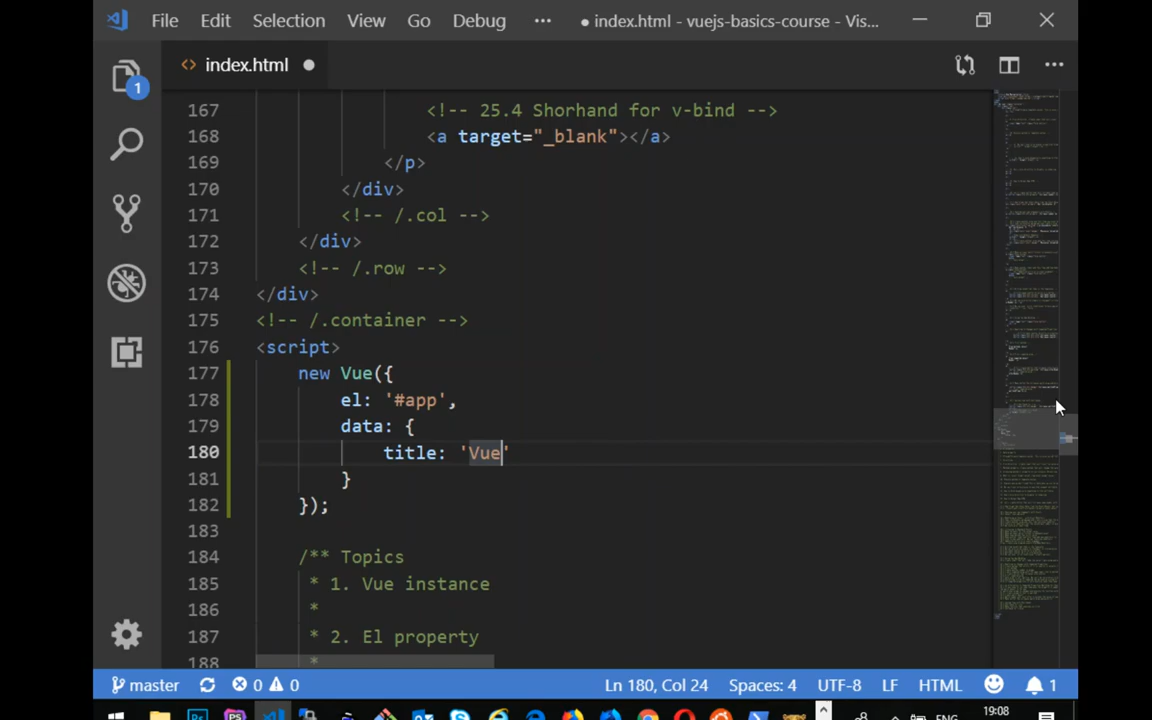 File Edit Selection View Go Debug ··· ● index.html - vuejs-basics-course - Vis...
<> index.html ●
1
167 <!-- 25.4 Shorhand for v-bind -->
168 <a target="_blank"></a>
169 </p>
170 </div>
171 <!-- /.col -->
172 </div>
173 <!-- /.row -->
174 </div>
175 <!-- /.container -->
176 <script>
177 new Vue({
178 el: '#app',
179 data: {
180 title: 'Vue'
181 }
182 });
183
184 /** Topics
185 * 1. Vue instance
186 *
187 * 2. El property
188 *
master 0 0 Ln 180, Col 24 Spaces: 4 UTF-8 LF HTML 1
19:08